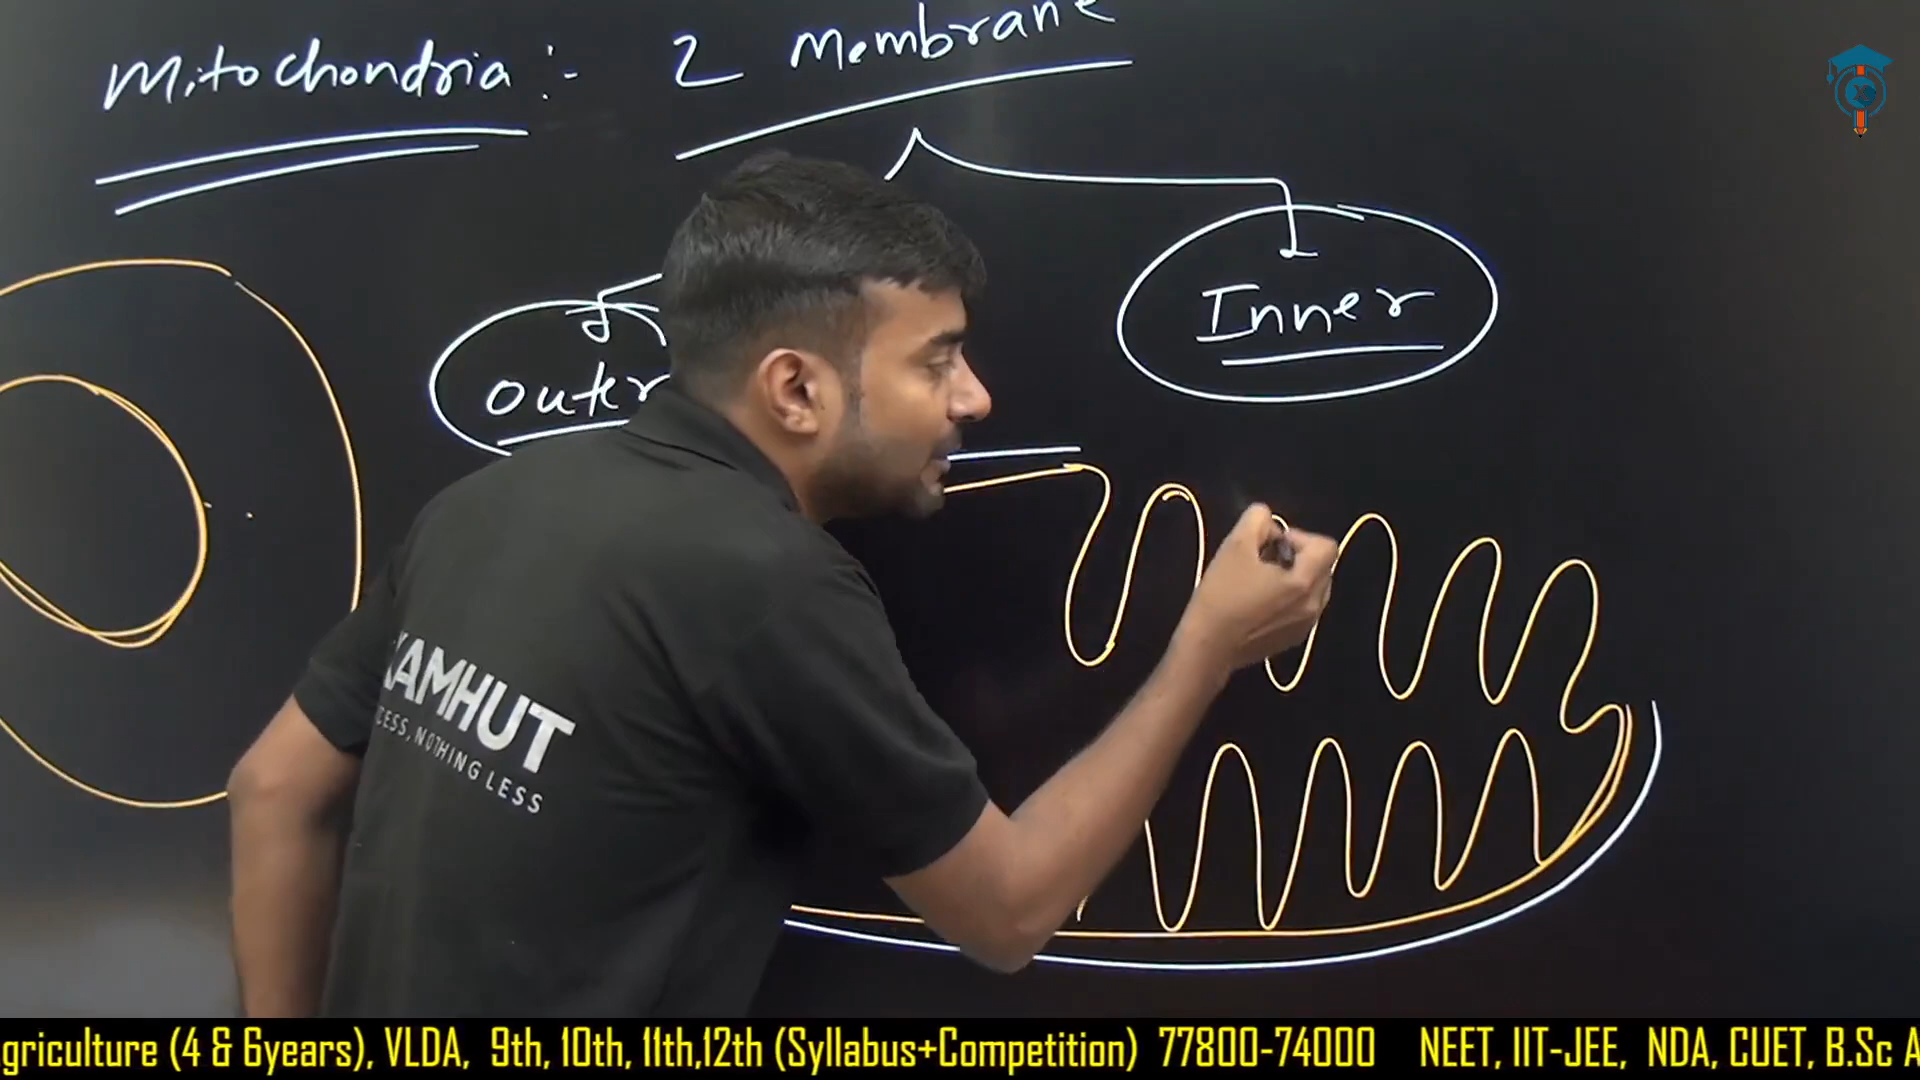 Mitochondria :- 2 Membrane
Inner
outer
XAMHUT
CESS, NOTHING LESS
griculture (4 & 6years), VLDA, 9th, 10th, 11th,12th (Syllabus+Competition) 77800-74000 NEET, IIT-JEE, NDA, CUET, B.Sc A